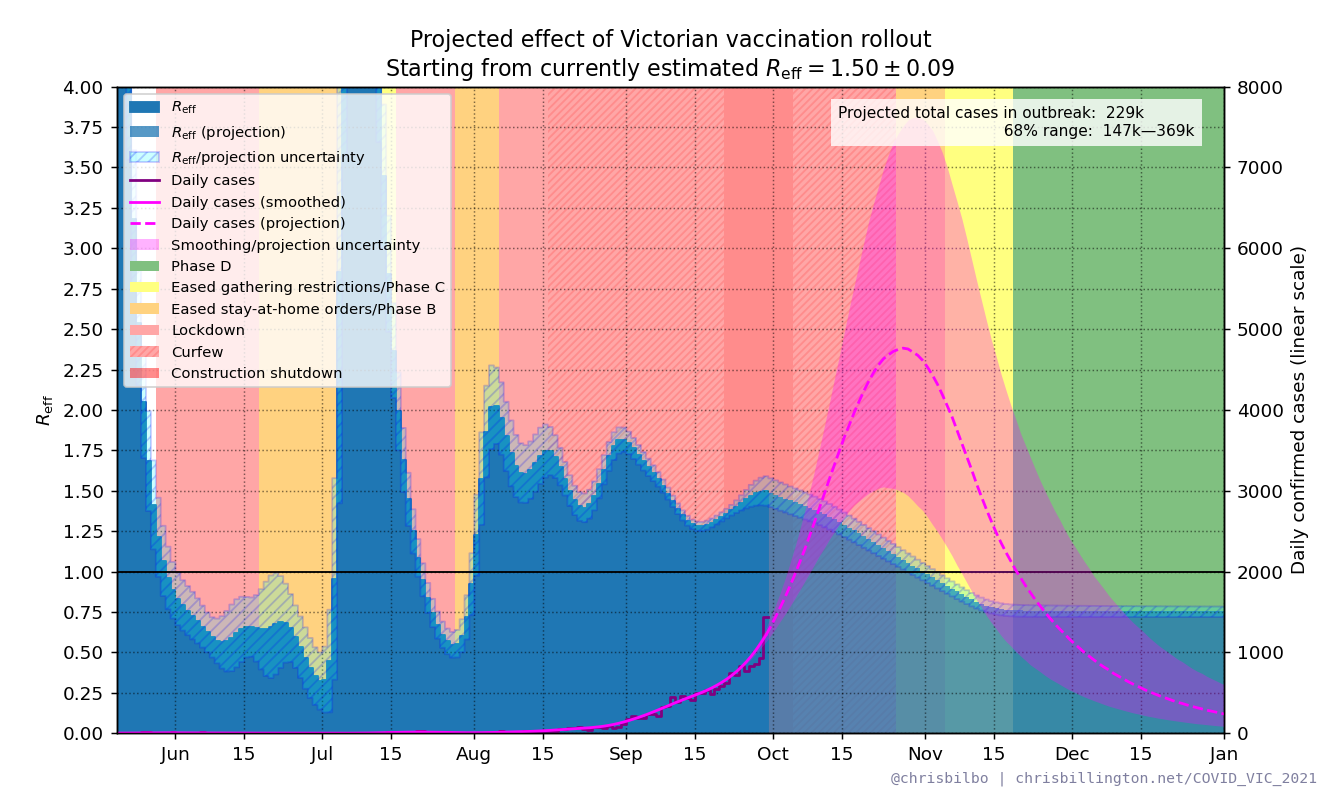 Projected effect of Victorian vaccination rollout
Starting from currently estimated Reff = 1.50 ± 0.09
4.00
3.75
3.50
3.25
3.00
2.75
2.50
2.25
2.00
1.75
1.50
1.25
1.00
0.75
0.50
0.25
0.00
Reff
Reff
Reff (projection)
Reff/projection uncertainty
Daily cases
Daily cases (smoothed)
Daily cases (projection)
Smoothing/projection uncertainty
Phase D
Eased gathering restrictions/Phase C
Eased stay-at-home orders/Phase B
Lockdown
Curfew
Construction shutdown
Projected total cases in outbreak: 229k
68% range: 147k—369k
8000
7000
6000
5000
4000
3000
2000
1000
0
Daily confirmed cases (linear scale)
Jun 15 Jul 15 Aug 15 Sep 15 Oct 15 Nov 15 Dec 15 Jan
@chrisbilbo | chrisbillington.net/COVID_VIC_2021